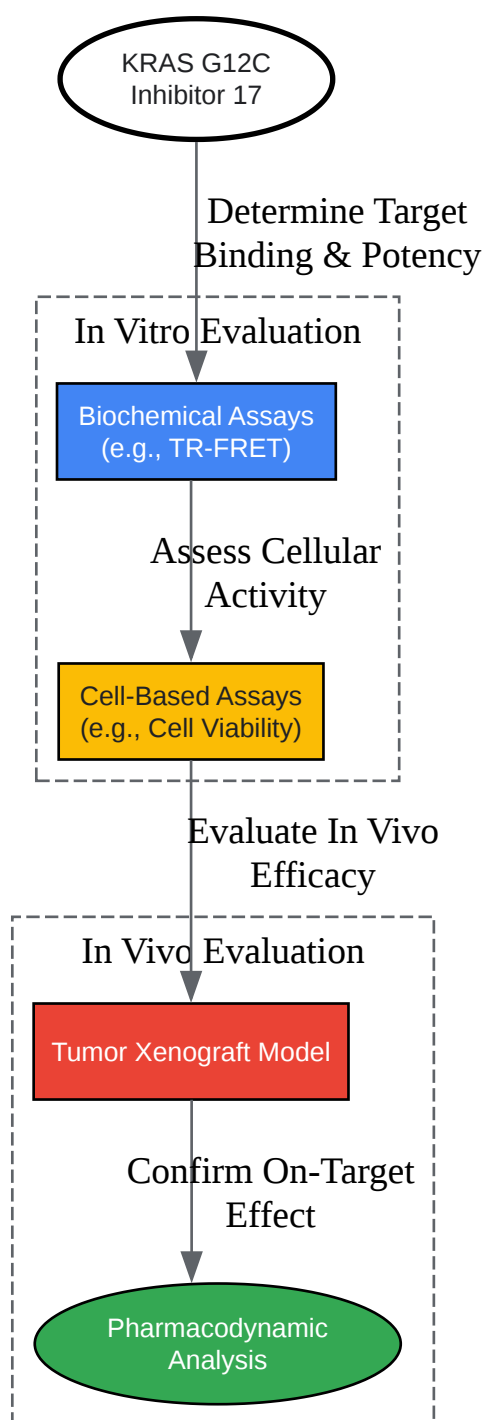 KRAS G12C
Inhibitor 17
Determine Target
Binding & Potency
In Vitro Evaluation
Biochemical Assays
(e.g., TR-FRET)
Assess Cellular
Activity
Cell-Based Assays
(e.g., Cell Viability)
Evaluate In Vivo
Efficacy
In Vivo Evaluation
Tumor Xenograft Model
Confirm On-Target
Effect
Pharmacodynamic
Analysis